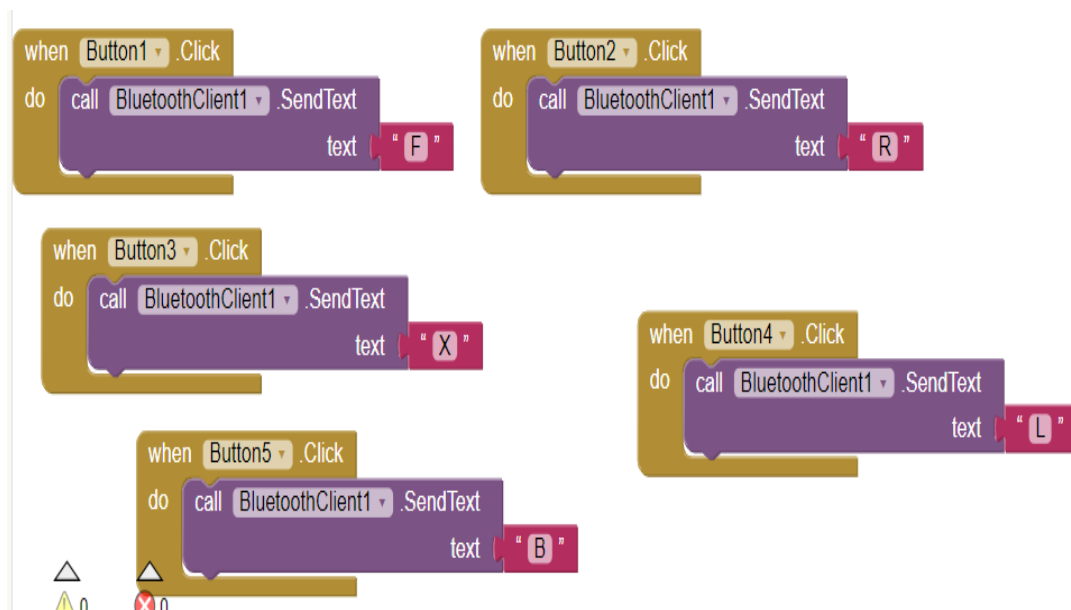 when Button1 .Click
do call BluetoothClient1 .SendText
text “ F ”
when Button2 .Click
do call BluetoothClient1 .SendText
text “ R ”
when Button3 .Click
do call BluetoothClient1 .SendText
text “ X ”
when Button4 .Click
do call BluetoothClient1 .SendText
text “ L ”
when Button5 .Click
do call BluetoothClient1 .SendText
text “ B ”
0 0